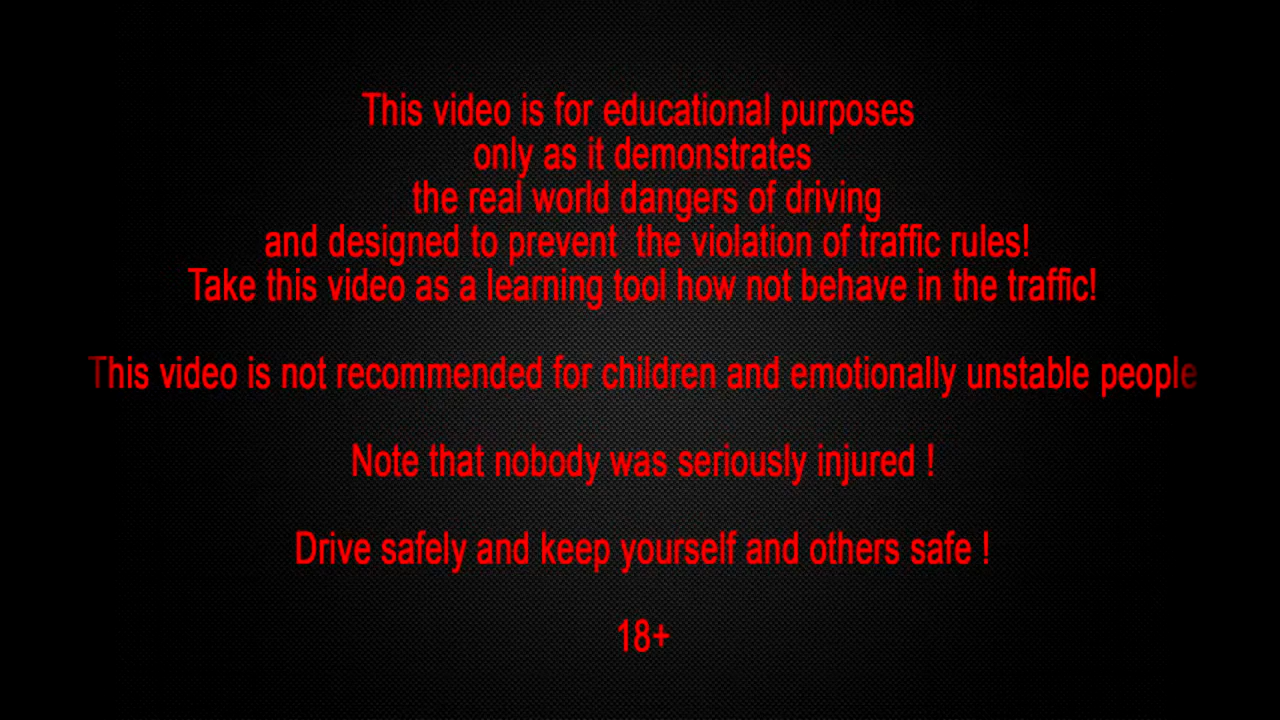 This video is for educational purposes
only as it demonstrates
the real world dangers of driving
and designed to prevent  the violation of traffic rules!
Take this video as a learning tool how not behave in the traffic!
This video is not recommended for children and emotionally unstable people
Note that nobody was seriously injured !
Drive safely and keep yourself and others safe !
18+